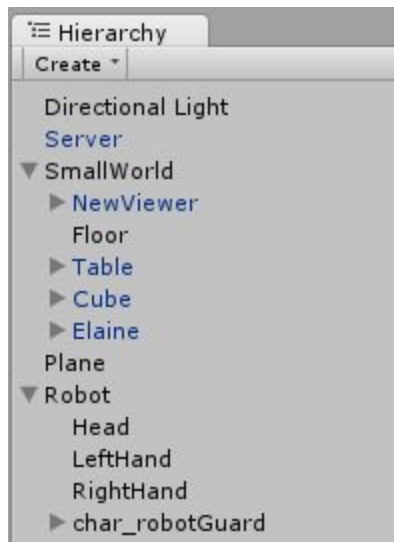 Hierarchy
Create
Directional Light
Server
SmallWorld
NewViewer
Floor
Table
Cube
Elaine
Plane
Robot
Head
LeftHand
RightHand
char_robotGuard